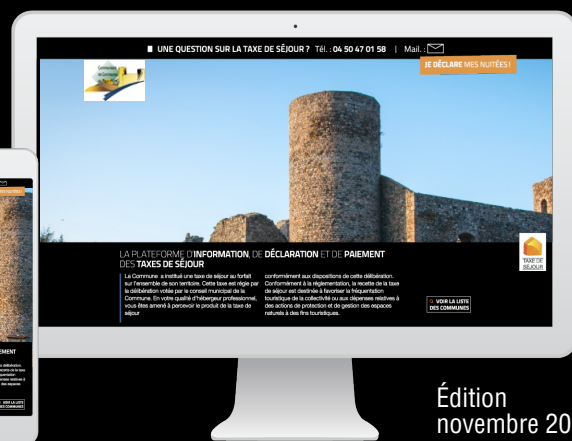 UNE QUESTION SUR LA TAXE DE SÉJOUR ? Tél. : 04 50 47 01 58 | Mail. :
JE DÉCLARE MES NUITÉES !
LA PLATEFORME D'INFORMATION, DE DÉCLARATION ET DE PAIEMENT
DES TAXES DE SÉJOUR
La Commune a institué une taxe de séjour au forfait
sur l'ensemble de son territoire. Cette taxe est régie par
la délibération votée par le conseil municipal de la
Commune. En votre qualité d'hébergeur professionnel,
vous êtes amené à percevoir le produit de la taxe de
séjour
conformément aux dispositions de cette délibération.
Conformément à la réglementation, la recette de la taxe
de séjour est destinée à favoriser la fréquentation
touristique de la collectivité ou aux dépenses relatives à
des actions de protection et de gestion des espaces
naturels à des fins touristiques.
TAXE DE
SÉJOUR
VOIR LA LISTE
DES COMMUNES
Édition
novembre 20